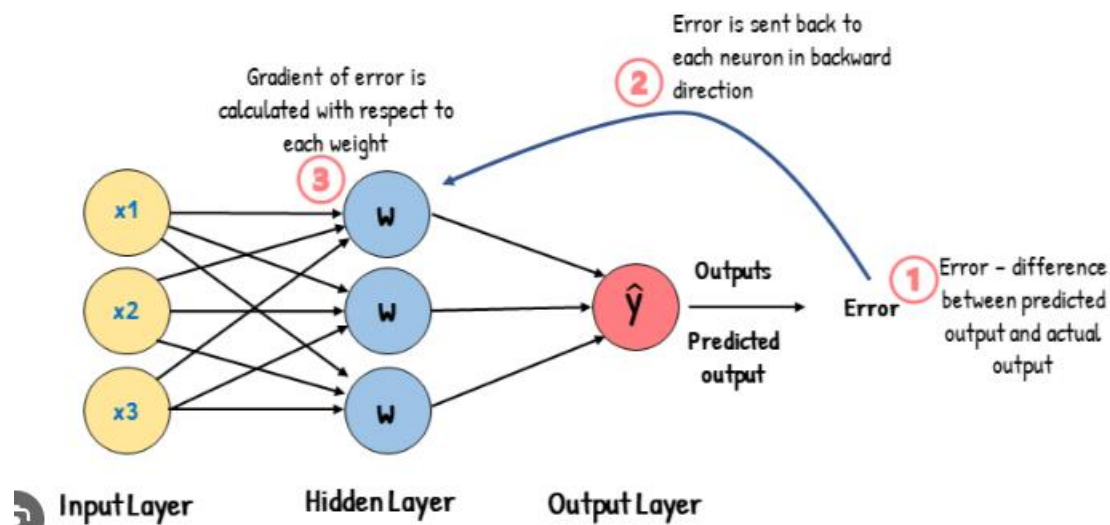 Error is sent back to
each neuron in backward
direction
2
Gradient of error is
calculated with respect to
each weight
3
x1
x2
x3
w
w
w
ŷ
Outputs
Predicted
output
Error
1
Error - difference
between predicted
output and actual
output
Input Layer
Hidden Layer
Output Layer